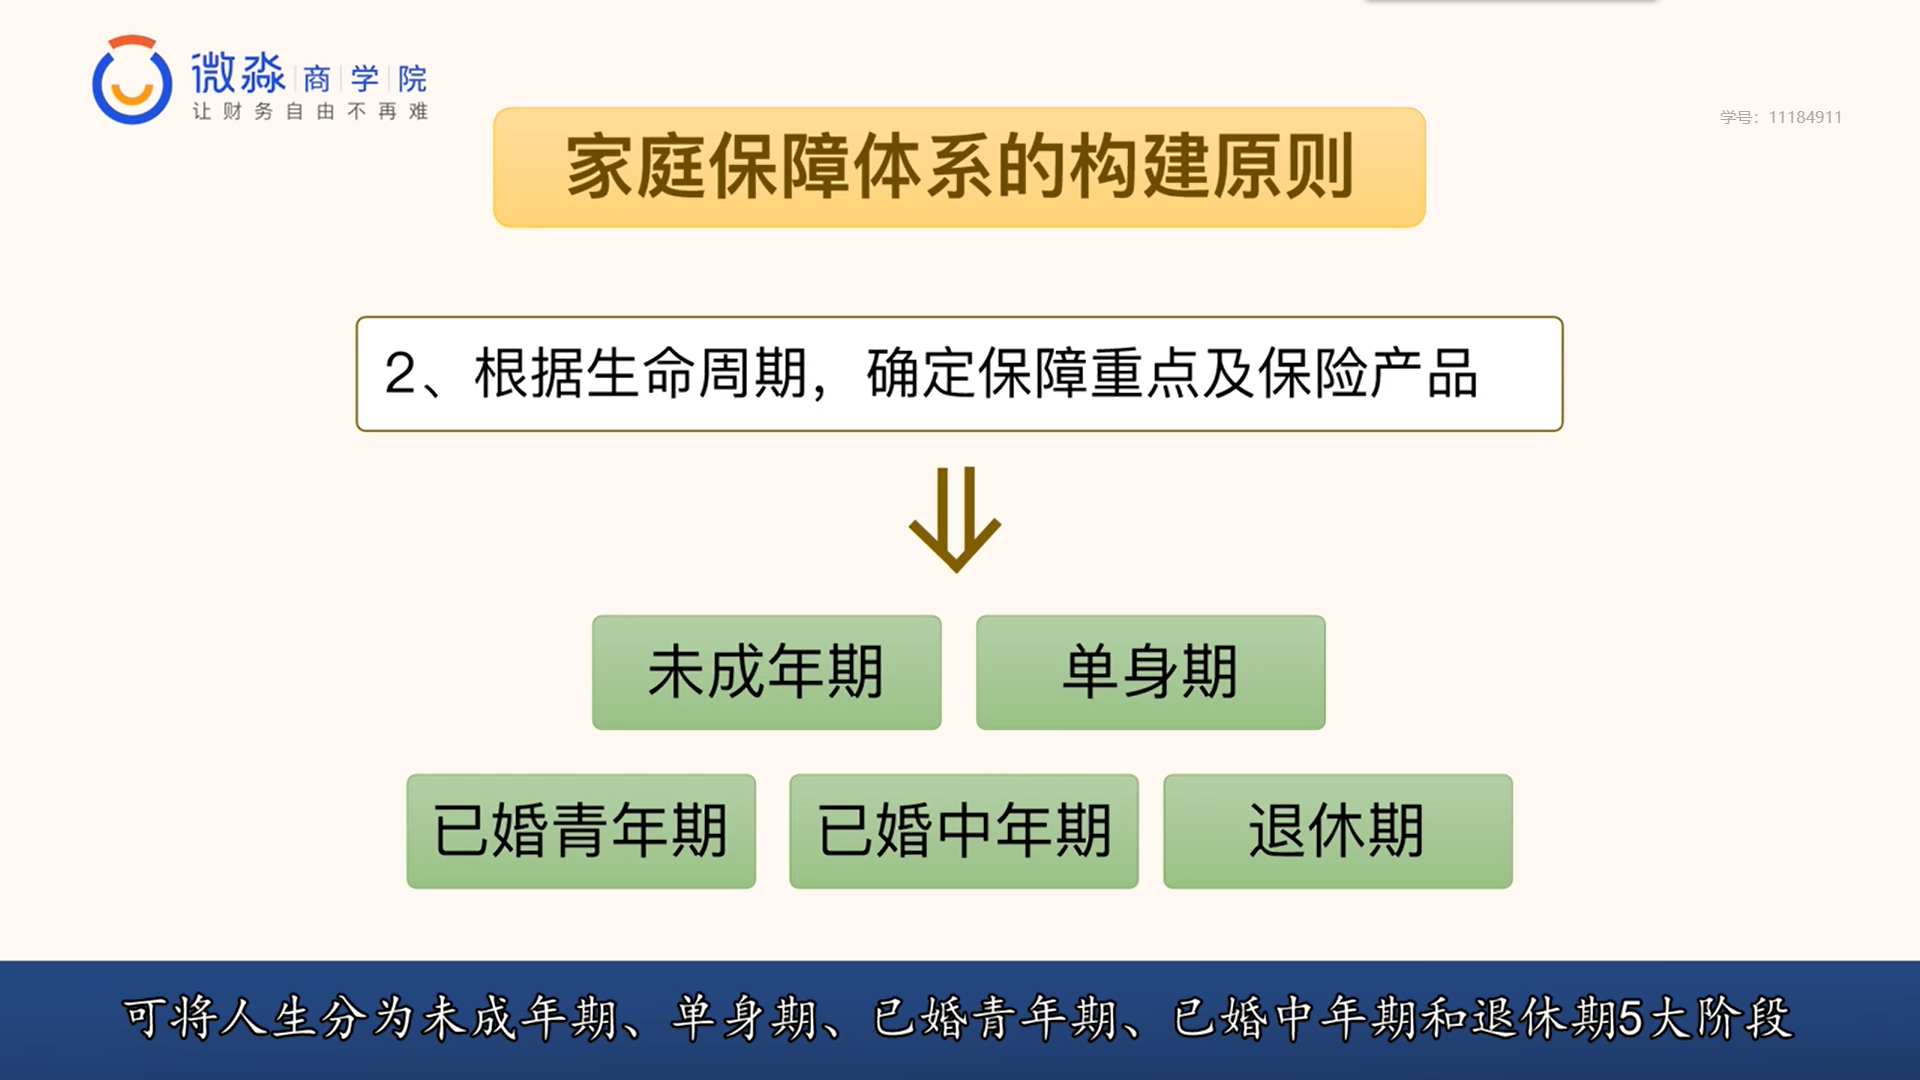 微淼 商 学 院
让财务自由不再难
学号：11184911
家庭保障体系的构建原则
2、根据生命周期，确定保障重点及保险产品
未成年期
单身期
已婚青年期
已婚中年期
退休期
可将人生分为未成年期、单身期、已婚青年期、已婚中年期和退休期5大阶段